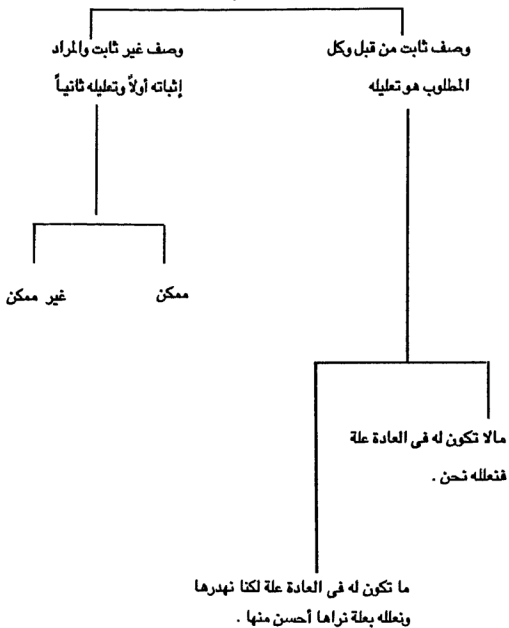 وصف ثابت من قبل وكل
المطلوب هو تعليله
وصف غير ثابت والمراد
إثباته أولاً وتعليله ثانياً
ممكن
غير ممكن
مالا تكون له فى العادة علة
فنعلله نحن .
ما تكون له فى العادة علة لكنا نهدرها
ونعلله بعلة نراها أحسن منها .